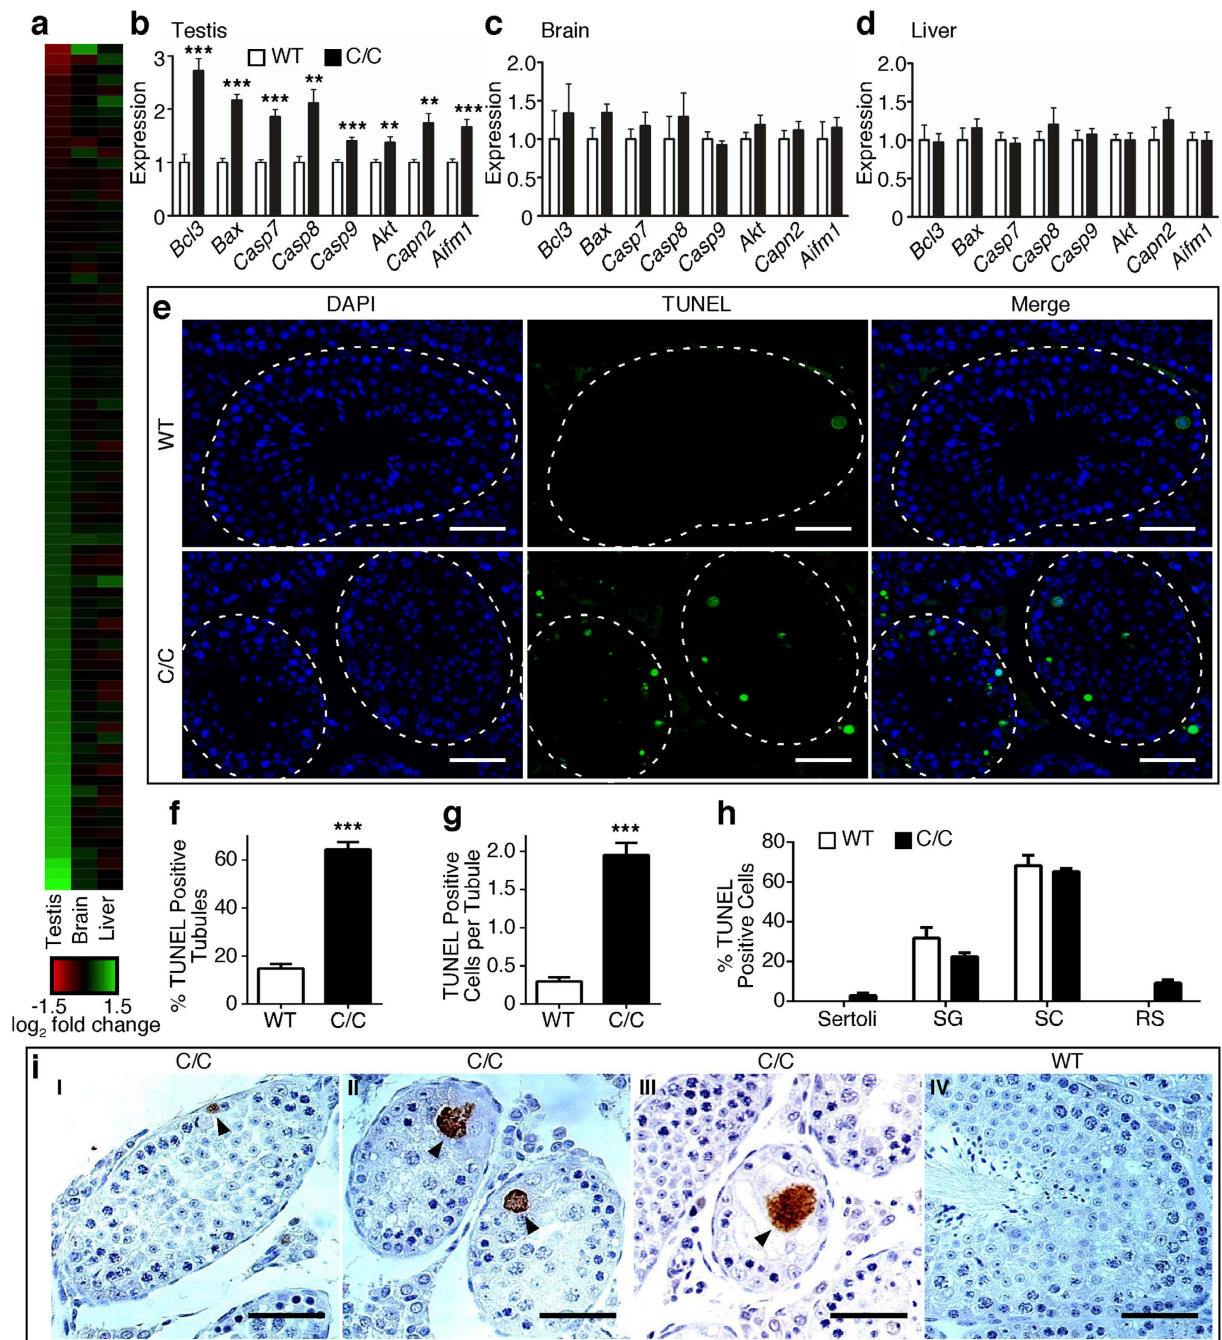 a
Testis
Brain
Liver
-1.5 1.5
log2 fold change
b Testis
WT C/C
Expression
3
2
1
0
*** *** *** ** *** ** ** ***
Bcl3 Bax Casp7 Casp8 Casp9 Akt Capn2 Aifm1
c Brain
Expression
2.0
1.5
1.0
0.5
0
Bcl3 Bax Casp7 Casp8 Casp9 Akt Capn2 Aifm1
d Liver
Expression
2.0
1.5
1.0
0.5
0
Bcl3 Bax Casp7 Casp8 Casp9 Akt Capn2 Aifm1
e DAPI TUNEL Merge
WT
C/C
f
% TUNEL Positive
Tubules
60
40
20
0
***
WT C/C
g
TUNEL Positive
Cells per Tubule
2.0
1.5
1.0
0.5
0
***
WT C/C
h
WT C/C
% TUNEL
Positive Cells
80
60
40
20
0
Sertoli SG SC RS
i C/C C/C C/C WT
I II III IV